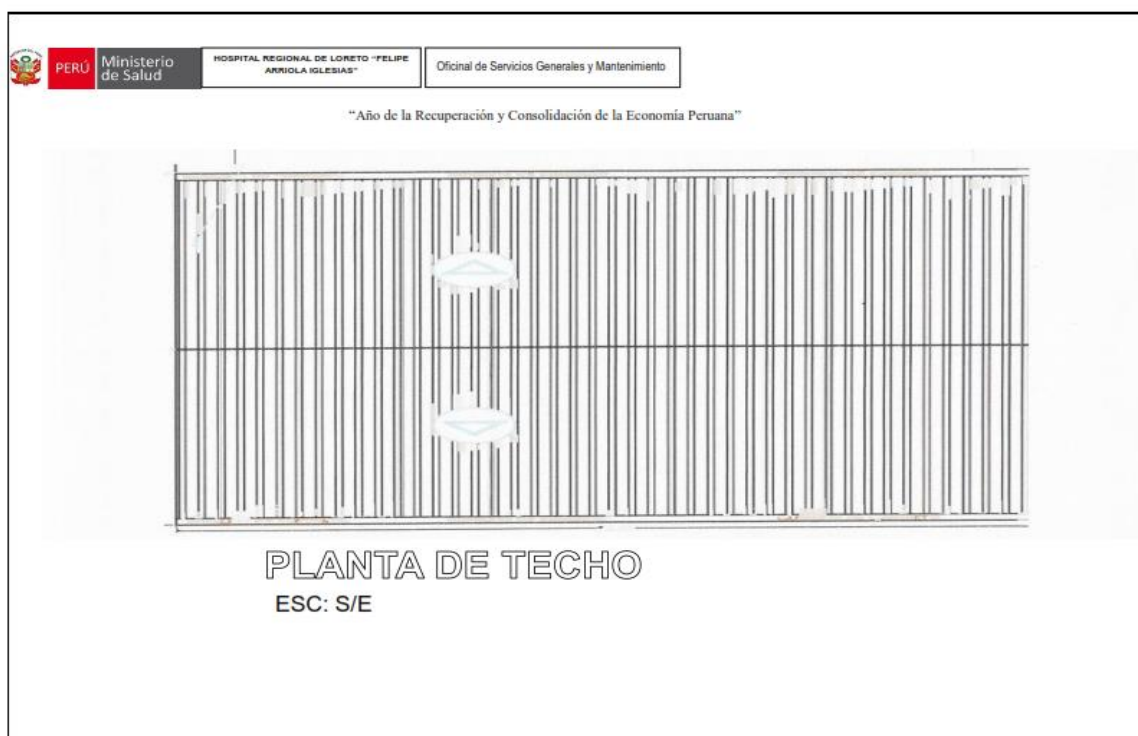 PERÚ
Ministerio
de Salud
HOSPITAL REGIONAL DE LORETO “FELIPE
ARRIOLA IGLESIAS”
Oficinal de Servicios Generales y Mantenimiento
“Año de la Recuperación y Consolidación de la Economía Peruana”
PLANTA DE TECHO
ESC: S/E